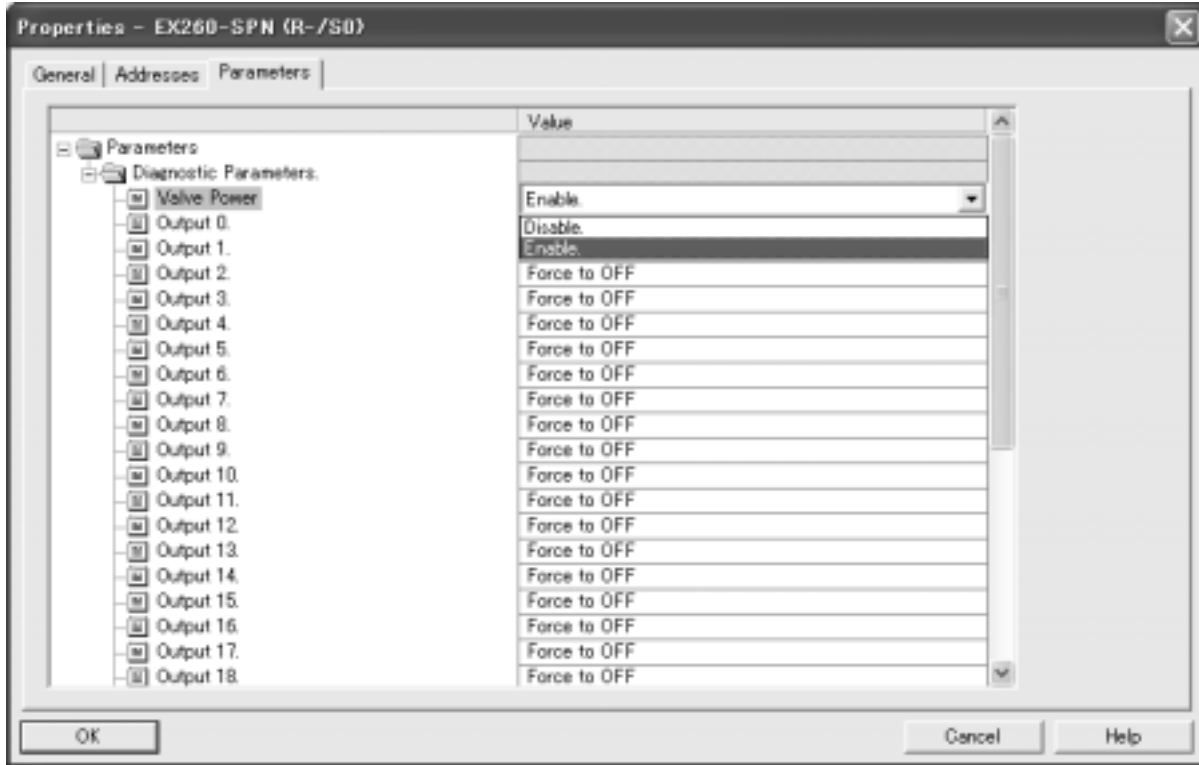 Properties - EX260-SPN (R-/S0)
General Addresses Parameters
Value
Parameters
Diagnostic Parameters.
Valve Power Enable.
Output 0. Disable.
Output 1. Enable.
Output 2. Force to OFF
Output 3. Force to OFF
Output 4. Force to OFF
Output 5. Force to OFF
Output 6. Force to OFF
Output 7. Force to OFF
Output 8. Force to OFF
Output 9. Force to OFF
Output 10. Force to OFF
Output 11. Force to OFF
Output 12. Force to OFF
Output 13. Force to OFF
Output 14. Force to OFF
Output 15. Force to OFF
Output 16. Force to OFF
Output 17. Force to OFF
Output 18. Force to OFF
OK Cancel Help